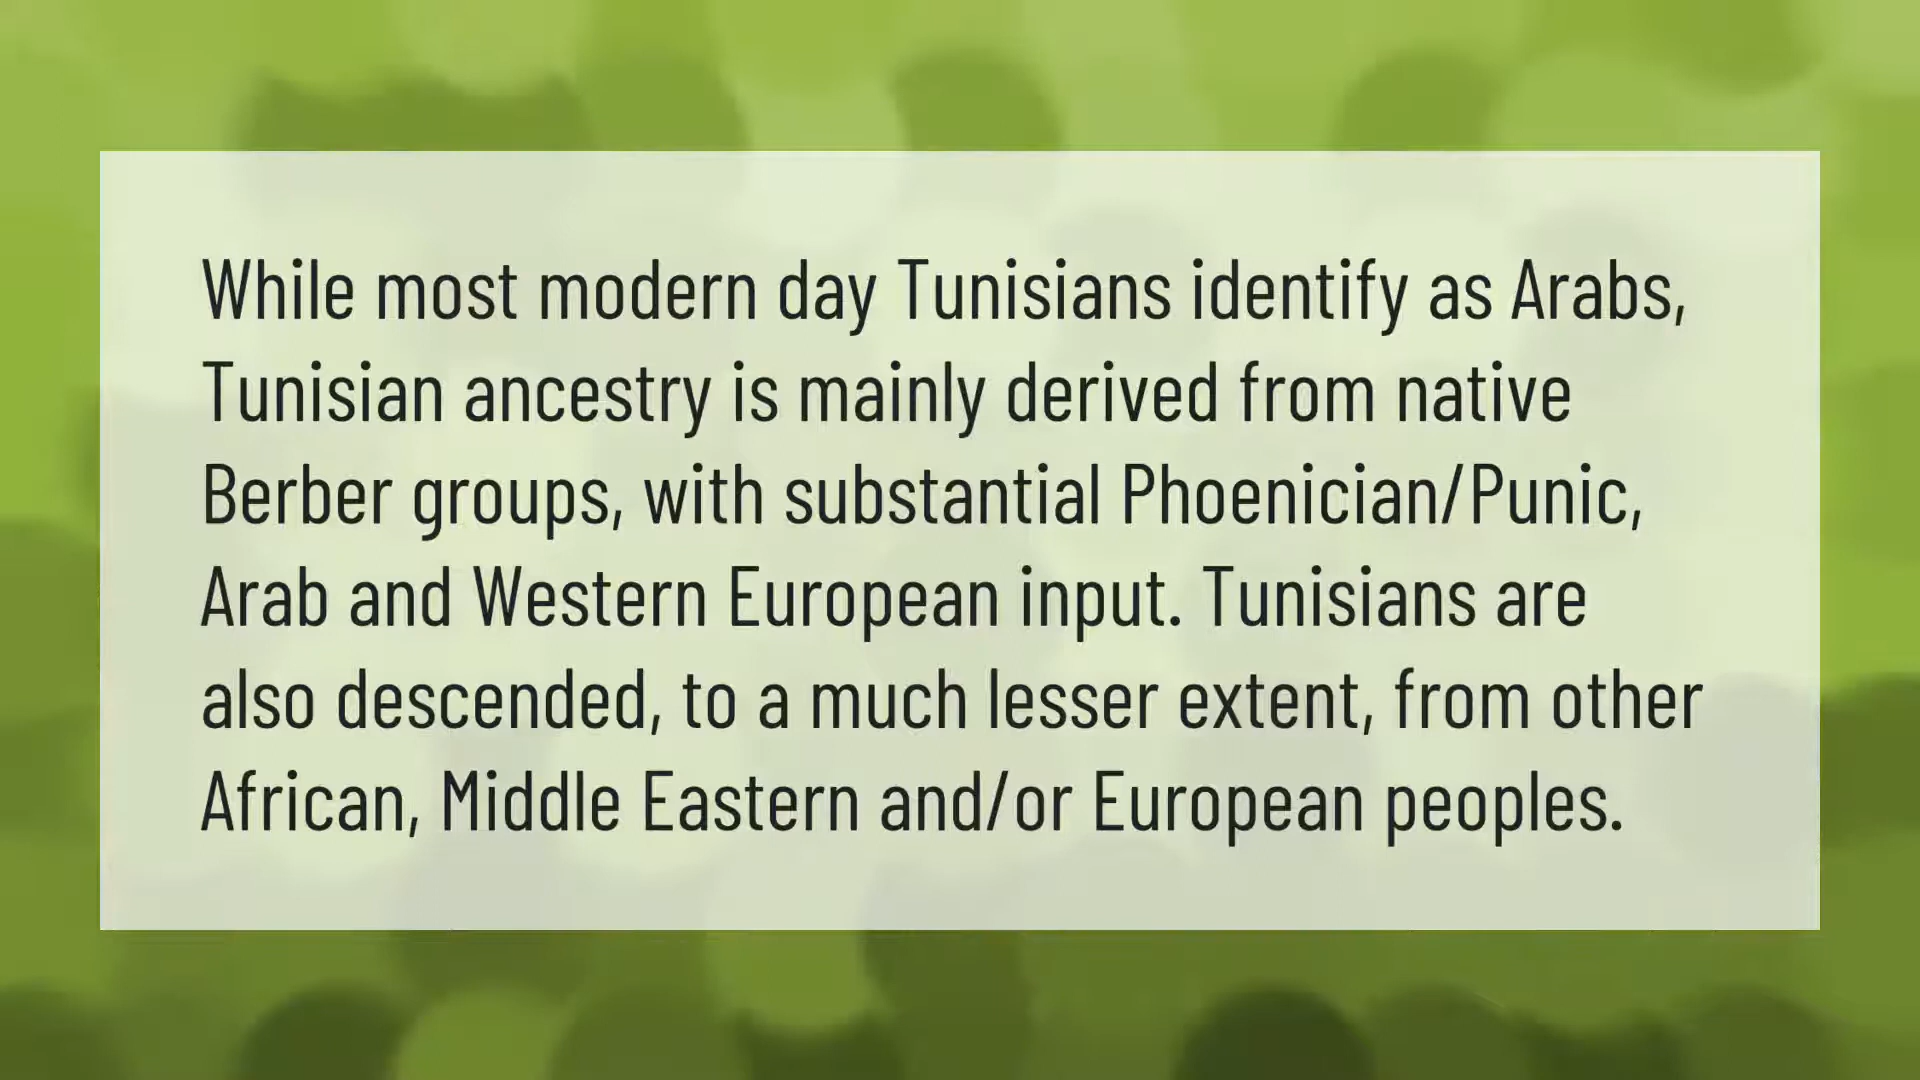 While most modern day Tunisians identify as Arabs,
Tunisian ancestry is mainly derived from native
Berber groups, with substantial Phoenician/Punic,
Arab and Western European input. Tunisians are
also descended, to a much lesser extent, from other
African, Middle Eastern and/or European peoples.